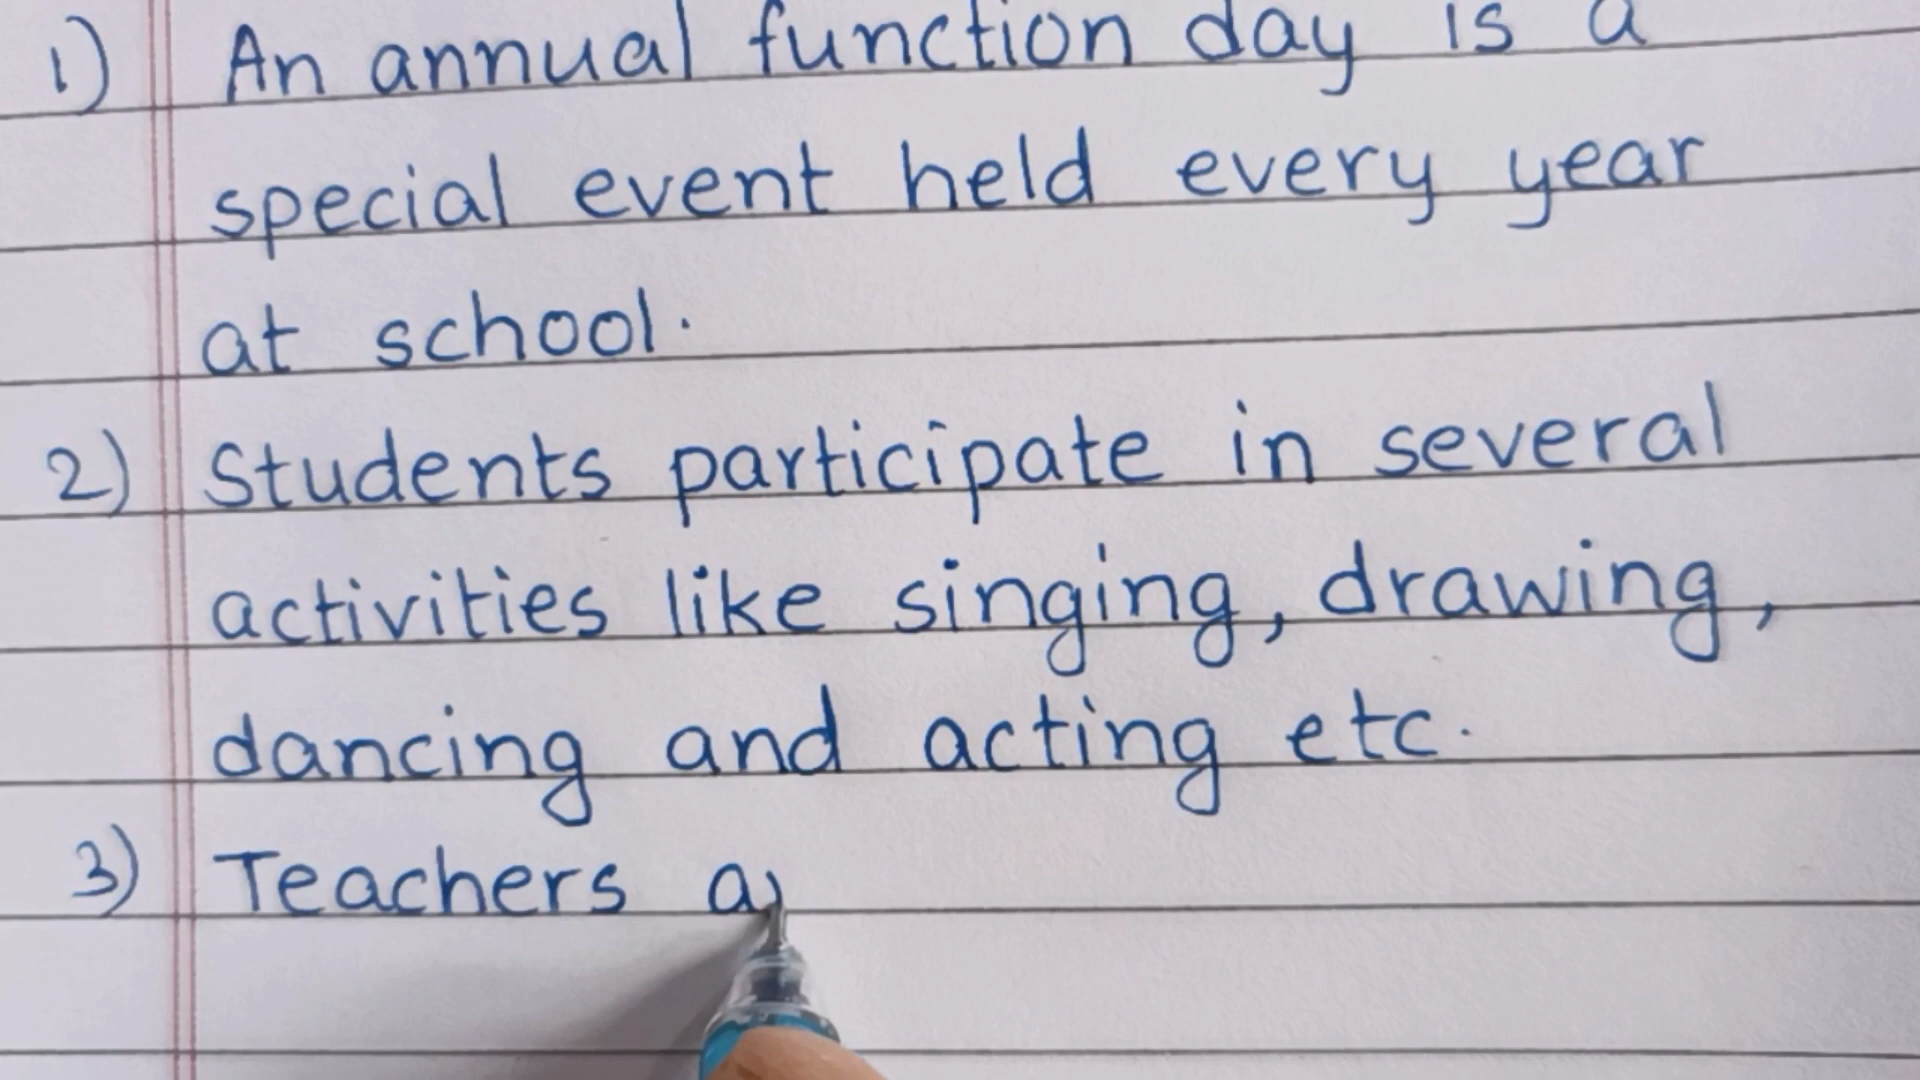 1) An annual function day is a
special event held every year
at school.
2) Students participate in several
activities like singing, drawing,
dancing and acting etc.
3) Teachers